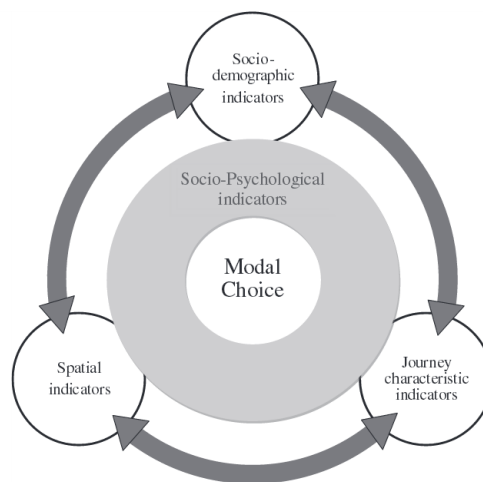 Socio-
demographic
indicators
Socio-Psychological
indicators
Modal
Choice
Spatial
indicators
Journey
characteristic
indicators